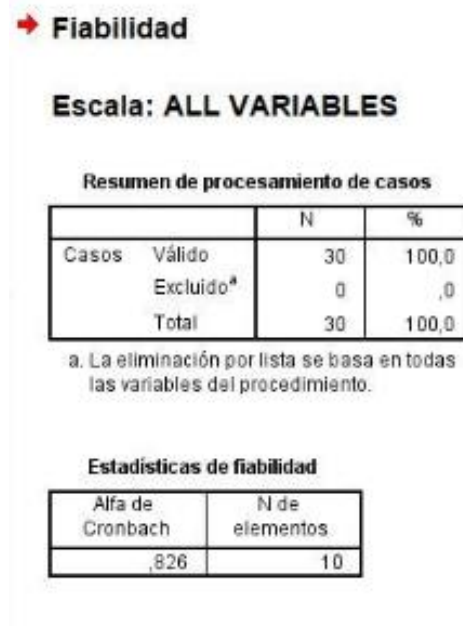 Fiabilidad
Escala: ALL VARIABLES
Resumen de procesamiento de casos
N %
Casos Válido 30 100,0
Excluidoª 0 ,0
Total 30 100,0
a. La eliminación por lista se basa en todas
las variables del procedimiento.
Estadísticas de fiabilidad
Alfa de N de
Cronbach elementos
,826 10